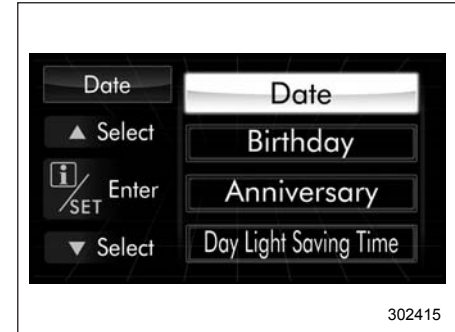 Date
▲ Select
i/SET Enter
▼ Select
Date
Birthday
Anniversary
Day Light Saving Time
302415